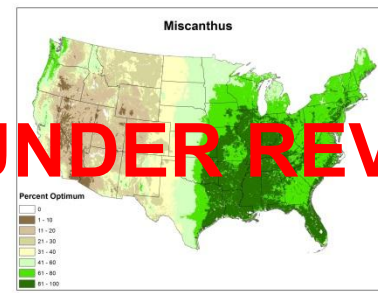 Miscanthus
UNDER REV
Percent Optimum
0
1 - 10
11 - 20
21 - 30
31 - 40
41 - 60
61 - 80
81 - 100